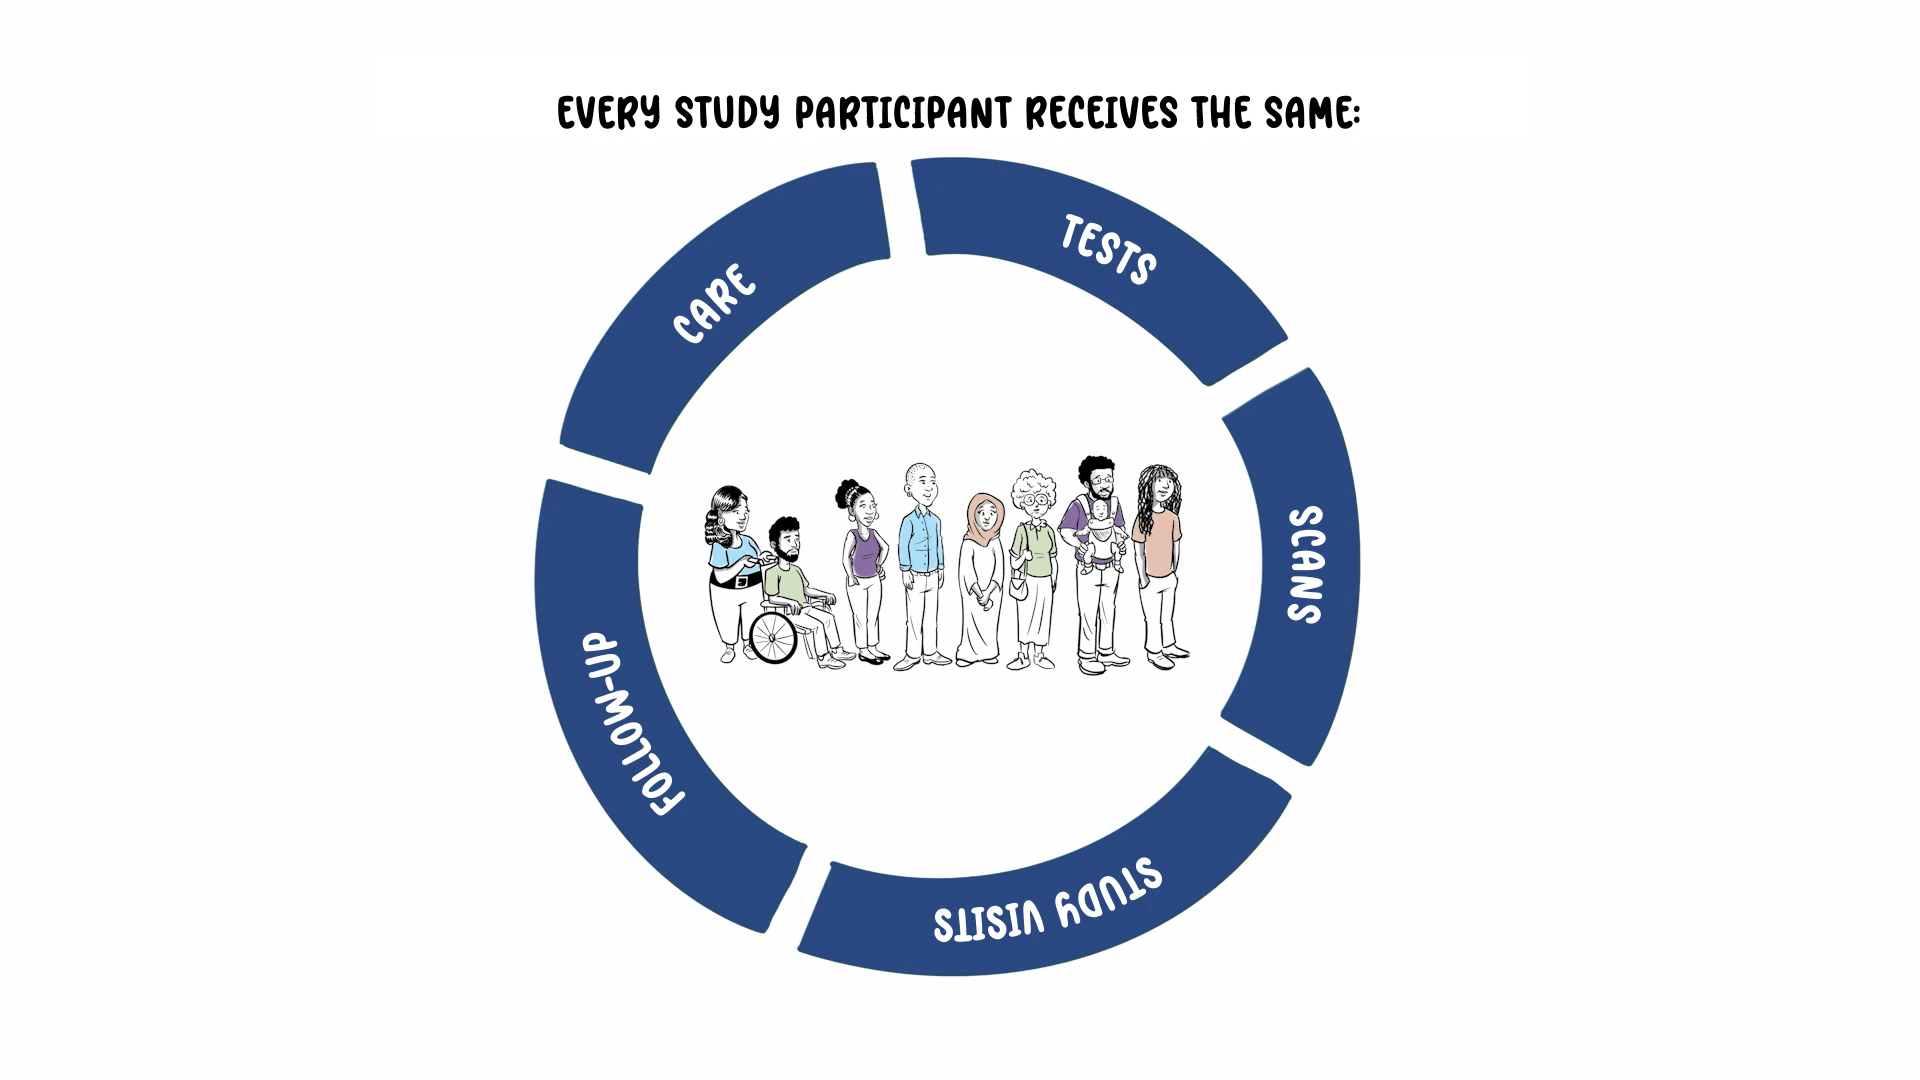 EVERY STUDY PARTICIPANT RECEIVES THE SAME:
TESTS
SCANS
STUDY VISITS
FOLLOW-UP
CARE